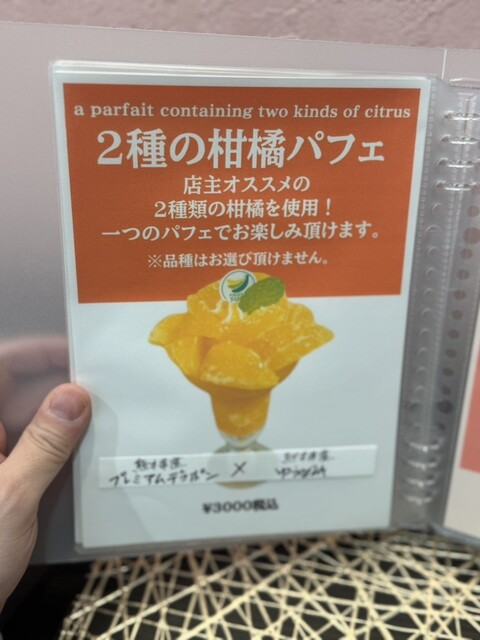 a parfait containing two kinds of citrus
2種の柑橘パフェ
店主オススメの
2種類の柑橘を使用！
一つのパフェでお楽しみ頂けます。
※品種はお選び頂けません。
熊本県産
プレミアムデコポン ×
¥3000税込